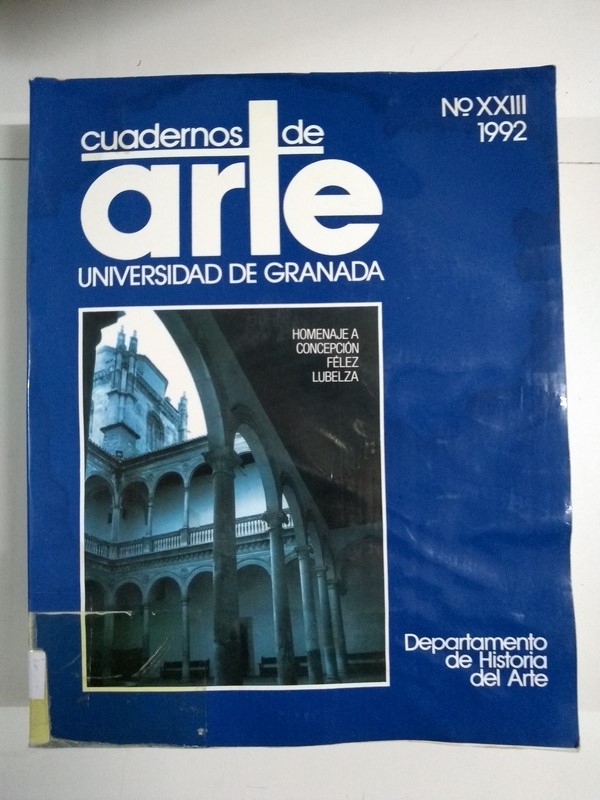 cuadernos de
arte
UNIVERSIDAD DE GRANADA
Nº XXIII
1992
HOMENAJE A
CONCEPCIÓN
FÉLEZ
LUBELZA
Departamento
de Historia
del Arte